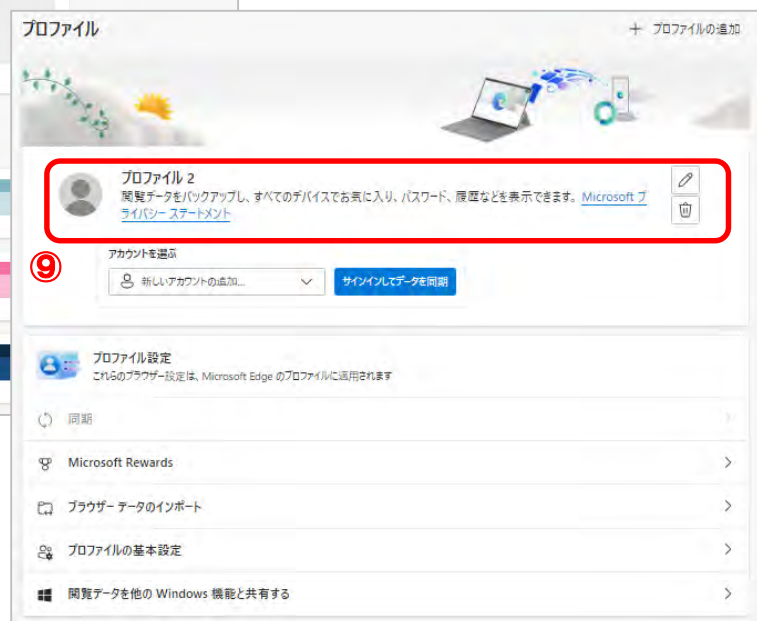 プロファイル
＋ プロファイルの追加
プロファイル 2
閲覧データをバックアップし、すべてのデバイスでお気に入り、パスワード、履歴などを表示できます。 Microsoft プ
ライバシー ステートメント
⑨
アカウントを選ぶ
新しいアカウントの追加...
サインインしてデータを同期
プロファイル設定
これらのブラウザー設定は、Microsoft Edge のプロファイルに適用されます
同期
Microsoft Rewards
ブラウザー データのインポート
プロファイルの基本設定
閲覧データを他の Windows 機能と共有する